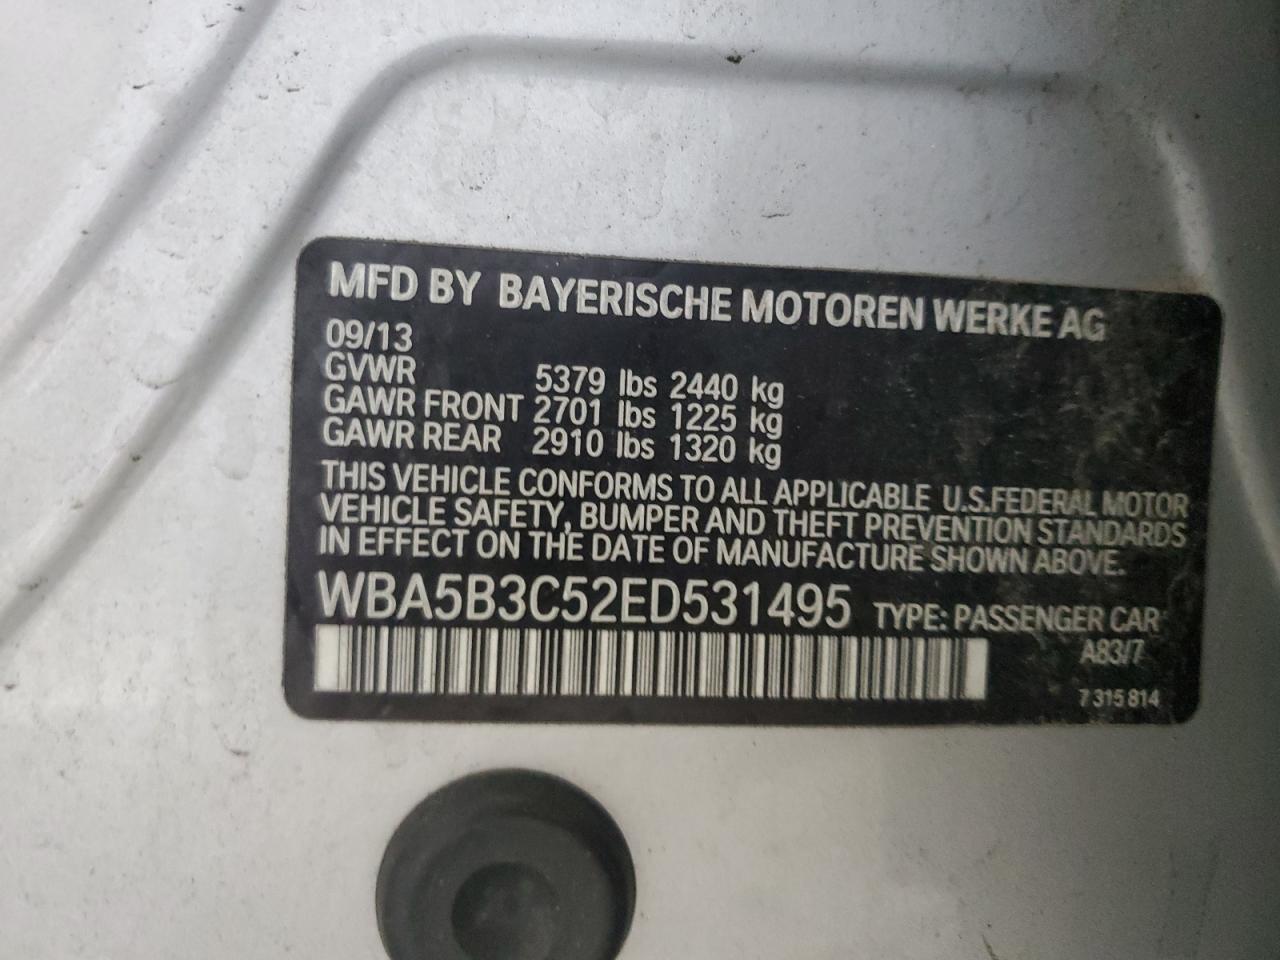 MFD BY BAYERISCHE MOTOREN WERKE AG
09/13
GVWR 5379 lbs 2440 kg
GAWR FRONT 2701 lbs 1225 kg
GAWR REAR 2910 lbs 1320 kg
THIS VEHICLE CONFORMS TO ALL APPLICABLE U.S.FEDERAL MOTOR
VEHICLE SAFETY, BUMPER AND THEFT PREVENTION STANDARDS
IN EFFECT ON THE DATE OF MANUFACTURE SHOWN ABOVE.
WBA5B3C52ED531495 TYPE: PASSENGER CAR
A83/7
7 315 814